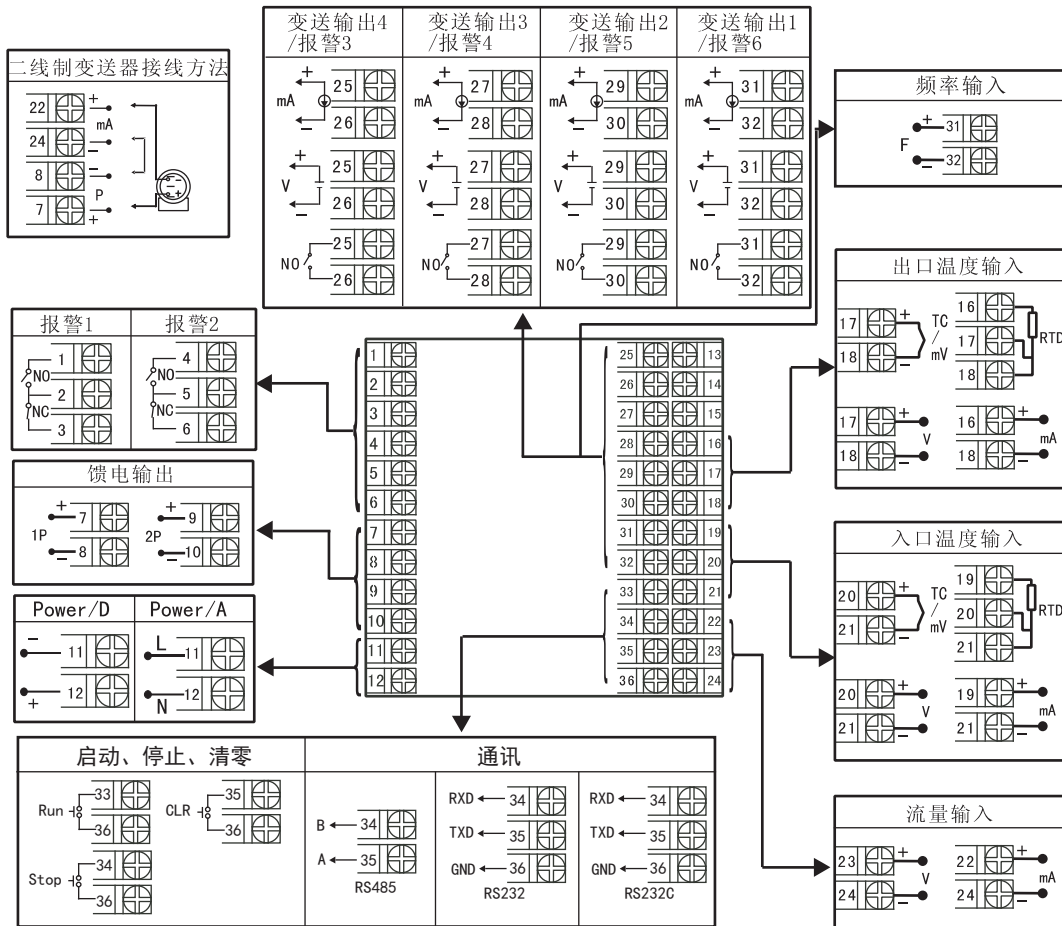 变送输出4 变送输出3 变送输出2 变送输出1
/报警3 /报警4 /报警5 /报警6
+ 25 + 27 + 29 + 31
mA mA mA mA
− 26 − 28 − 30 − 32
+ 25 + 27 + 29 + 31
V V V V
− 26 − 28 − 30 − 32
25 27 29 31
NO NO NO NO
26 28 30 32
二线制变送器接线方法
22 +
mA
24 −
8 −
P
7 +
− +
频率输入
+ 31
F
− 32
出口温度输入
17 + TC 16
/ 17 RTD
18 − mV 18
17 + 16 +
V mA
18 − 18 −
报警1 报警2
1 4
NO NO
2 5
NC NC
3 6
馈电输出
+ 7 + 9
1P 2P
− 8 − 10
Power/D Power/A
− 11 L 11
+ 12 N 12
1 25 13
2 26 14
3 27 15
4 28 16
5 29 17
6 30 18
7 31 19
8 32 20
9 33 21
10 34 22
11 35 23
12 36 24
入口温度输入
20 + TC 19
/ 20 RTD
21 − mV 21
20 + 19 +
V mA
21 − 21 −
流量输入
23 + 22 +
V mA
24 − 24 −
启动、停止、清零
33 35
Run CLR
36 36
34
Stop
36
通讯
B 34
A 35
RS485
RXD 34
TXD 35
GND 36
RS232
RXD 34
TXD 35
GND 36
RS232C